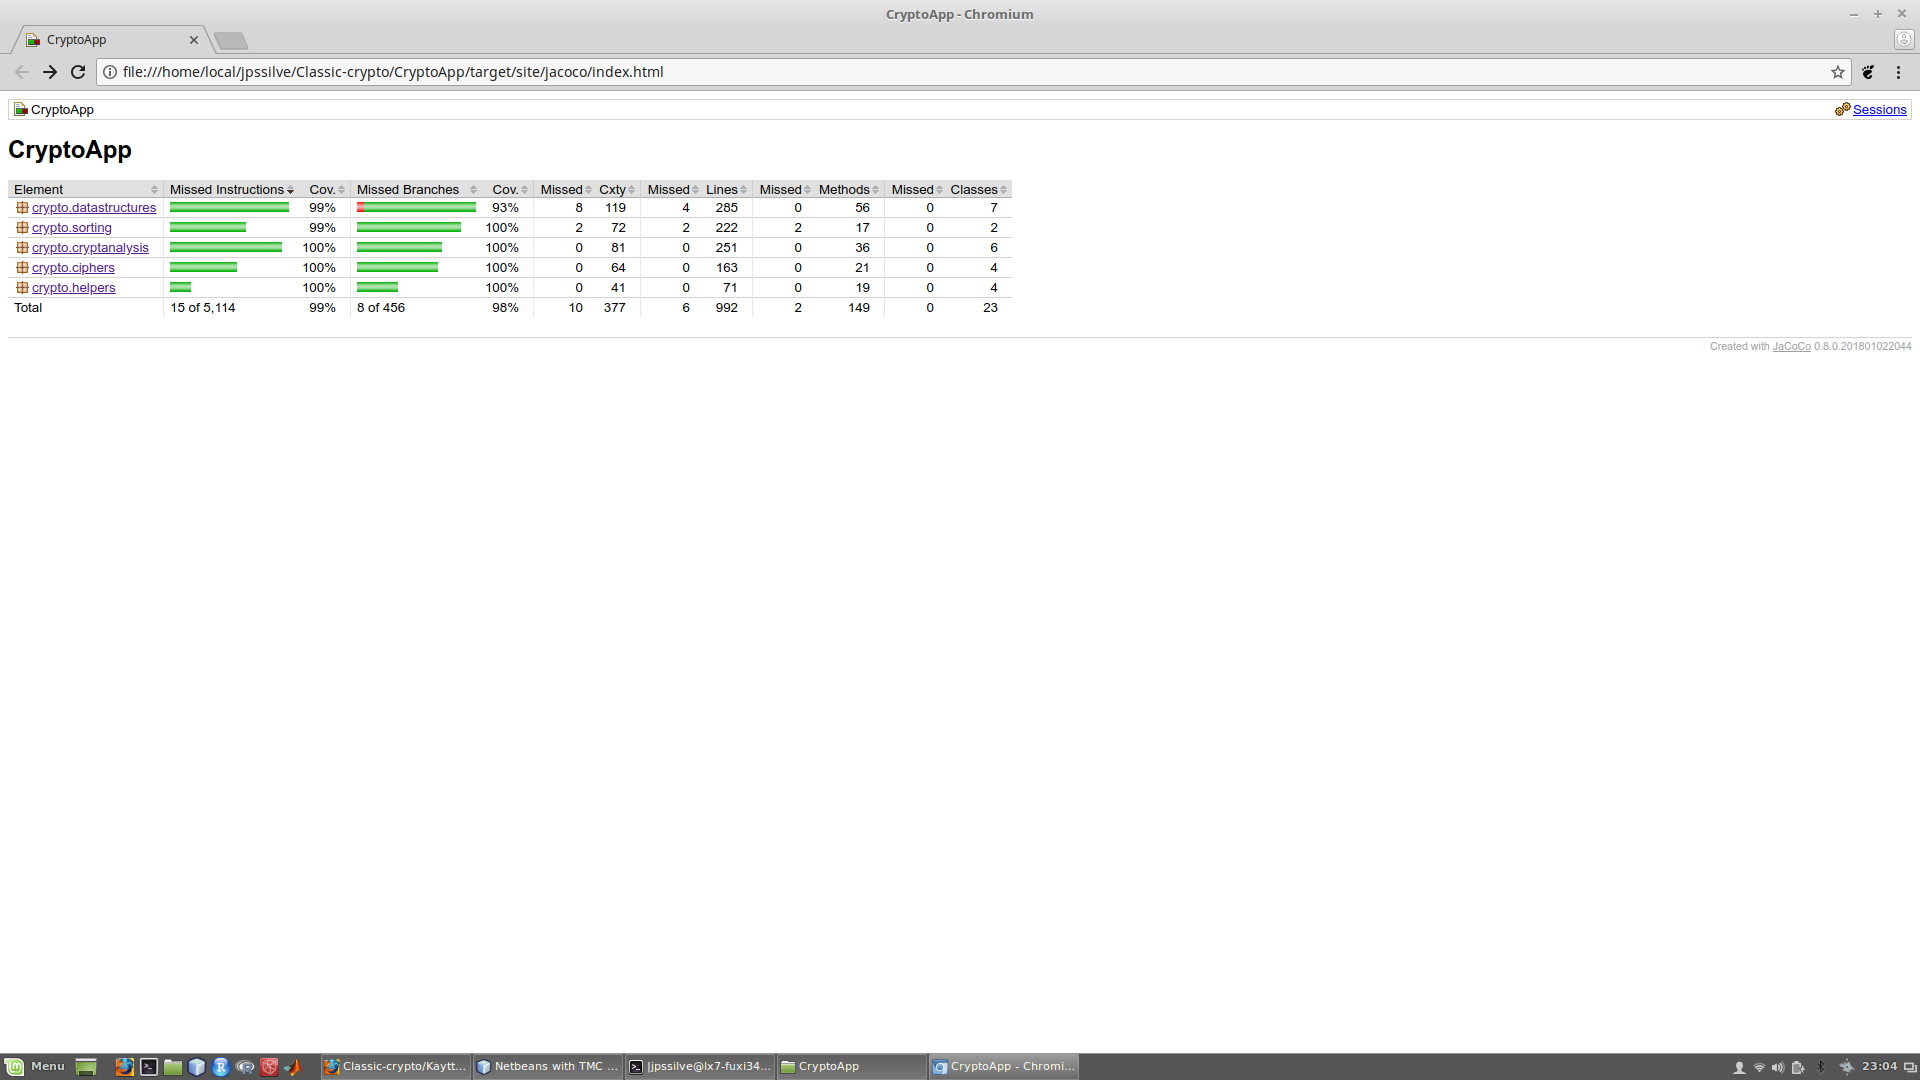 CryptoApp - Chromium
CryptoApp
file:///home/local/jpssilve/Classic-crypto/CryptoApp/target/site/jacoco/index.html
CryptoApp Sessions
CryptoApp
Element Missed Instructions Cov. Missed Branches Cov. Missed Cxty Missed Lines Missed Methods Missed Classes
crypto.datastructures 99% 93% 8 119 4 285 0 56 0 7
crypto.sorting 99% 100% 2 72 2 222 2 17 0 2
crypto.cryptanalysis 100% 100% 0 81 0 251 0 36 0 6
crypto.ciphers 100% 100% 0 64 0 163 0 21 0 4
crypto.helpers 100% 100% 0 41 0 71 0 19 0 4
Total 15 of 5,114 99% 8 of 456 98% 10 377 6 992 2 149 0 23
Created with JaCoCo 0.8.0.201801022044
Menu Classic-crypto/Kaytt... Netbeans with TMC ... |jpssilve@lx7-fuxi34... CryptoApp CryptoApp - Chromi... 23:04